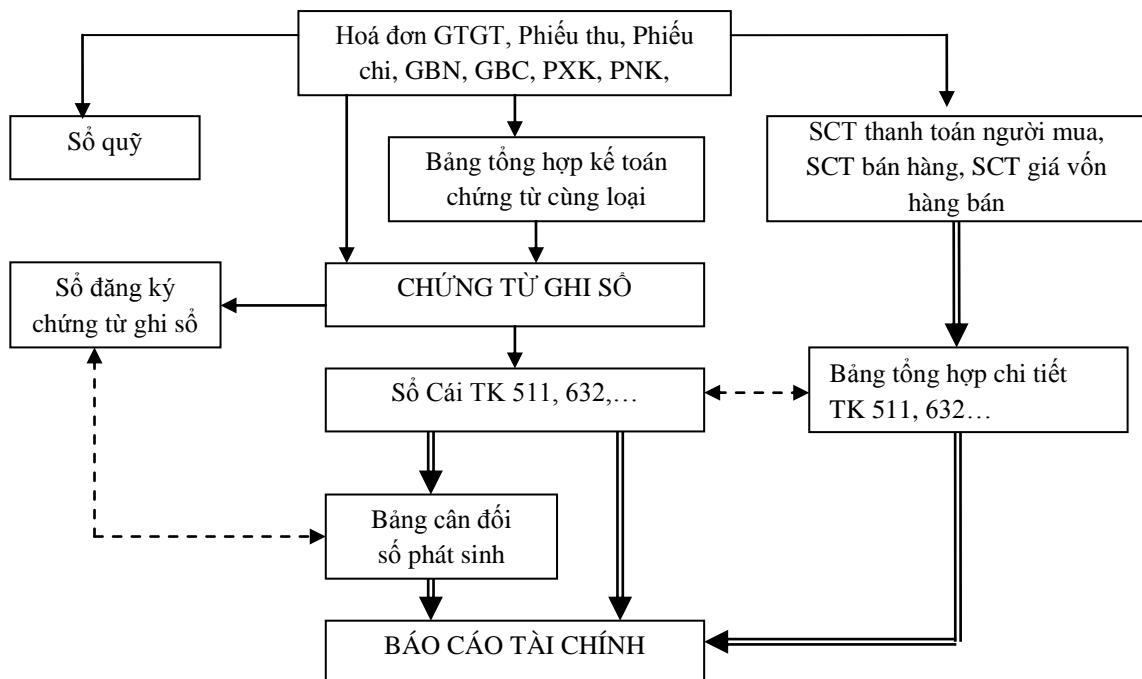 Hoá đơn GTGT, Phiếu thu, Phiếu
chi, GBN, GBC, PXK, PNK,
Sổ quỹ
Bảng tổng hợp kế toán
chứng từ cùng loại
SCT thanh toán người mua,
SCT bán hàng, SCT giá vốn
hàng bán
Sổ đăng ký
chứng từ ghi sổ
CHỨNG TỪ GHI SỔ
Sổ Cái TK 511, 632,…
Bảng tổng hợp chi tiết
TK 511, 632…
Bảng cân đối
số phát sinh
BÁO CÁO TÀI CHÍNH